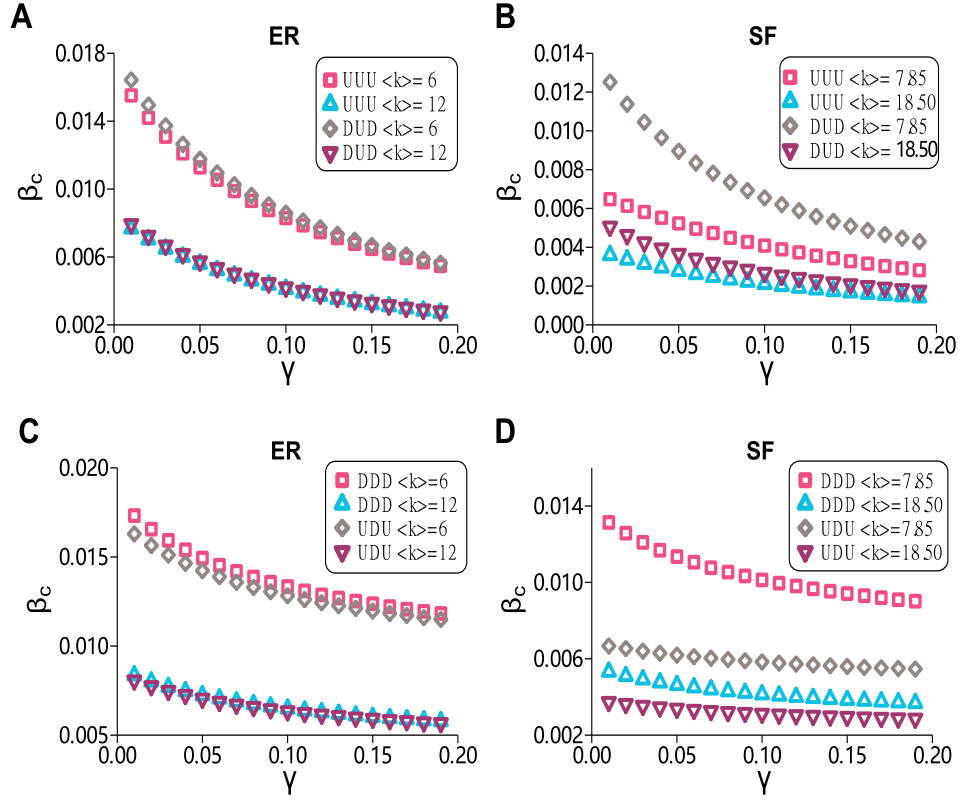 A
ER
0.018
0.014
0.010
0.006
0.002
0.00
0.05
0.10
0.15
0.20
βc
γ
UUU <k>= 6
UUU <k>= 12
DUD <k>= 6
DUD <k>= 12
B
SF
0.014
0.012
0.010
0.008
0.006
0.004
0.002
0.000
0.00
0.05
0.10
0.15
0.20
βc
γ
UUU <k>= 7.85
UUU <k>= 18.50
DUD <k>= 7.85
DUD <k>= 18.50
C
ER
0.020
0.015
0.010
0.005
0.00
0.05
0.10
0.15
0.20
βc
γ
DDD <k>=6
DDD <k>=12
UDU <k>=6
UDU <k>=12
D
SF
0.014
0.010
0.006
0.002
0.00
0.05
0.10
0.15
0.20
βc
γ
DDD <k>=7.85
DDD <k>=18.50
UDU <k>=7.85
UDU <k>=18.50